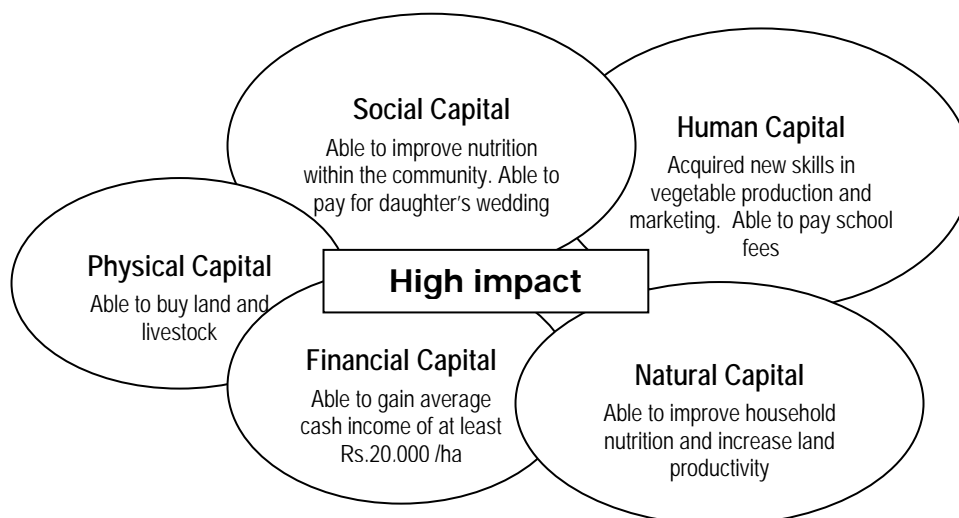 Social Capital
Able to improve nutrition
within the community. Able to
pay for daughter's wedding
Human Capital
Acquired new skills in
vegetable production and
marketing.  Able to pay school
fees
Physical Capital
Able to buy land and
livestock
High impact
Financial Capital
Able to gain average
cash income of at least
Rs.20.000 /ha
Natural Capital
Able to improve household
nutrition and increase land
productivity